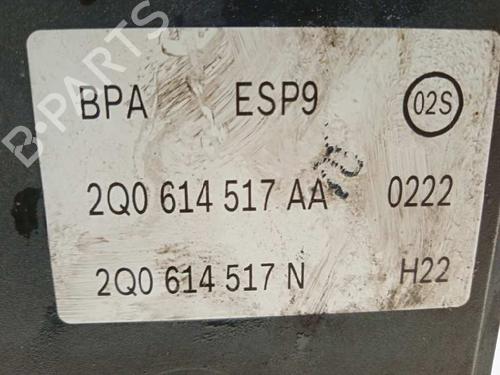 BPA ESP9 02S
2Q0 614 517 AA 0222
2Q0 614 517 N H22
B-PARTS